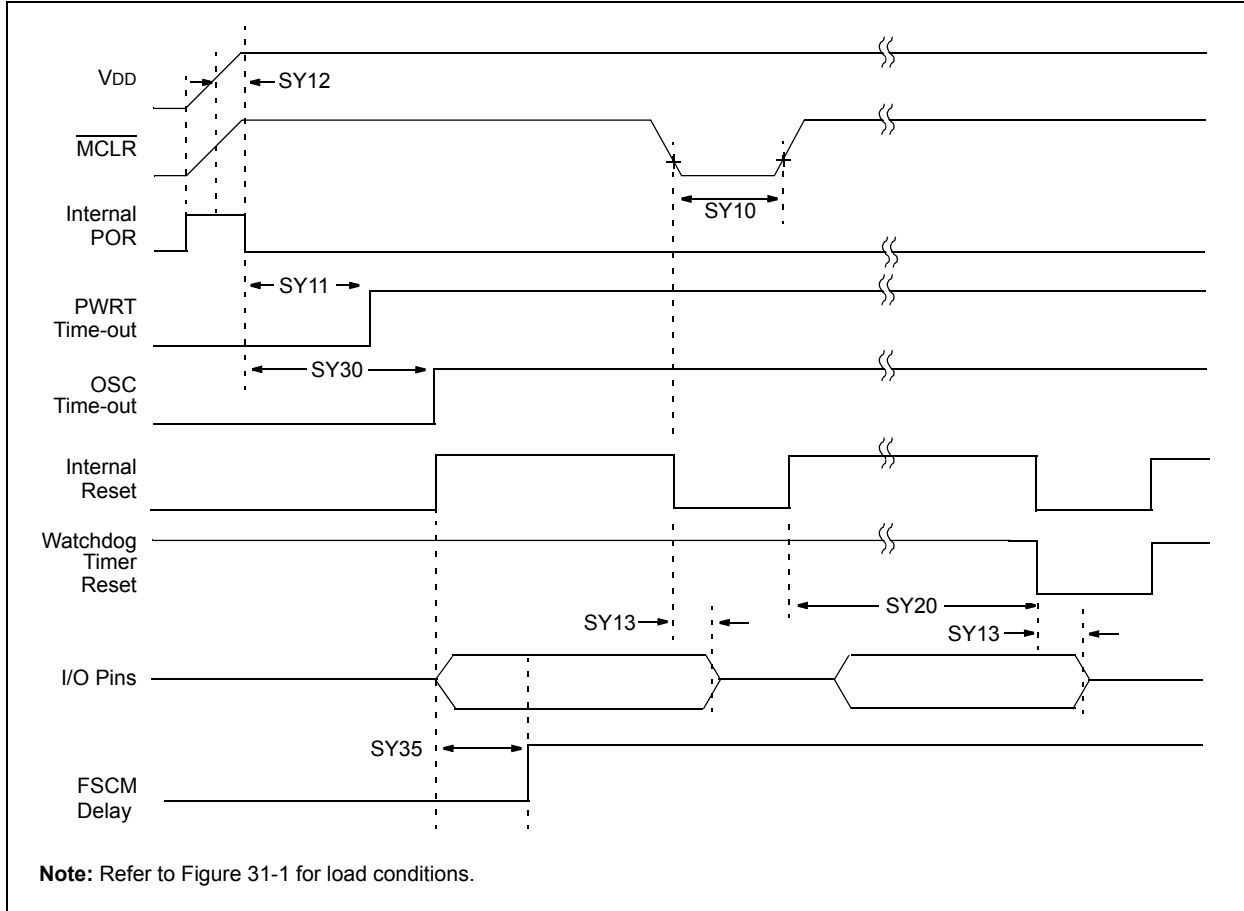 VDD
SY12
MCLR
SY10
Internal
POR
SY11
PWRT
Time-out
SY30
OSC
Time-out
Internal
Reset
Watchdog
Timer
Reset
SY20
SY13
SY13
I/O Pins
SY35
FSCM
Delay
Note: Refer to Figure 31-1 for load conditions.